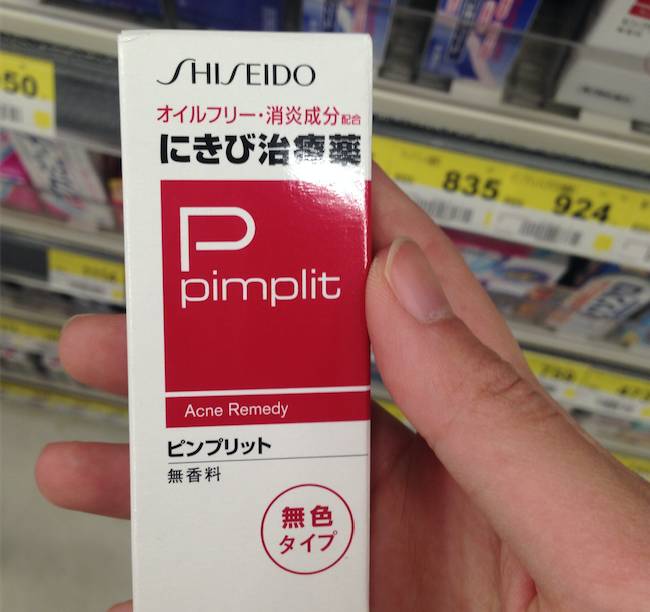 SHISEIDO
オイルフリー・消炎成分配合
にきび治療薬
P
pimplit
Acne Remedy
ピンプリット
無香料
無色
タイプ
50
835
924